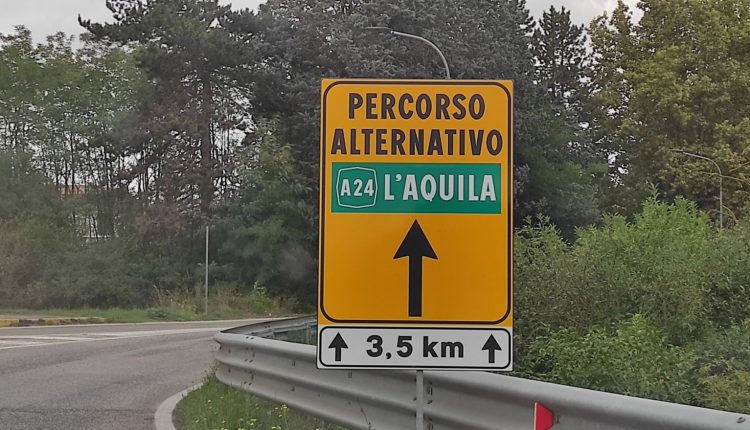 PERCORSO
ALTERNATIVO
A24 L'AQUILA
3,5 km